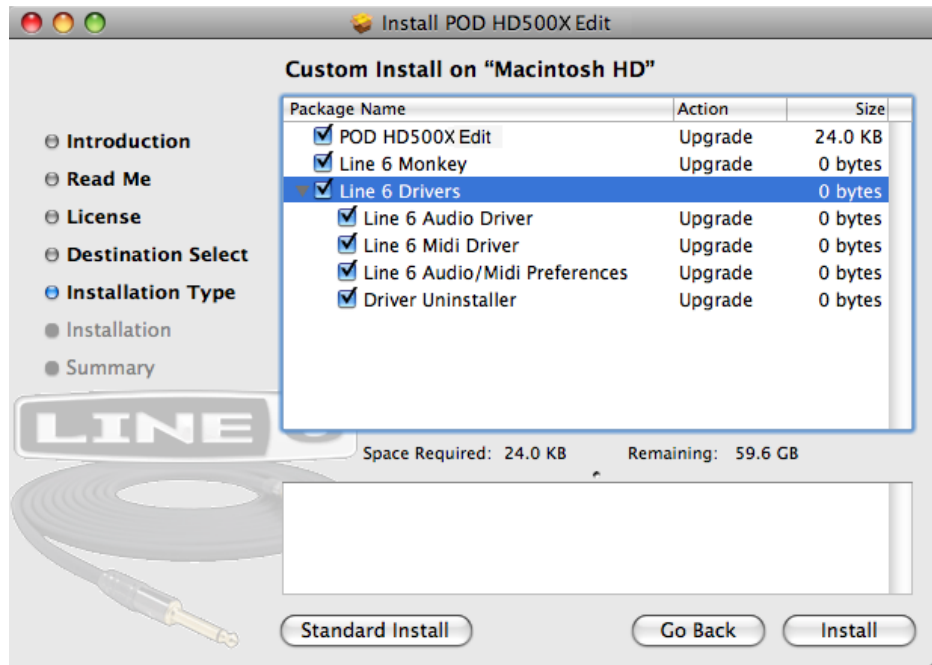 Install POD HD500X Edit
Custom Install on “Macintosh HD”
Introduction
Read Me
License
Destination Select
Installation Type
Installation
Summary
Package Name Action Size
POD HD500X Edit Upgrade 24.0 KB
Line 6 Monkey Upgrade 0 bytes
Line 6 Drivers 0 bytes
Line 6 Audio Driver Upgrade 0 bytes
Line 6 Midi Driver Upgrade 0 bytes
Line 6 Audio/Midi Preferences Upgrade 0 bytes
Driver Uninstaller Upgrade 0 bytes
LINE 6
Space Required: 24.0 KB Remaining: 59.6 GB
Standard Install Go Back Install